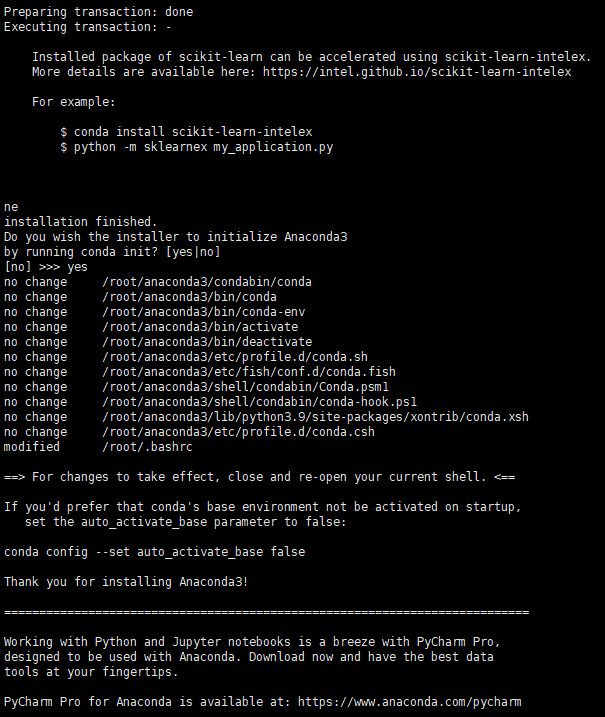 Preparing transaction: done
Executing transaction: -
Installed package of scikit-learn can be accelerated using scikit-learn-intelex.
More details are available here: https://intel.github.io/scikit-learn-intelex
For example:
$ conda install scikit-learn-intelex
$ python -m sklearnex my_application.py
ne
installation finished.
Do you wish the installer to initialize Anaconda3
by running conda init? [yes|no]
[no] >>> yes
no change     /root/anaconda3/condabin/conda
no change     /root/anaconda3/bin/conda
no change     /root/anaconda3/bin/conda-env
no change     /root/anaconda3/bin/activate
no change     /root/anaconda3/bin/deactivate
no change     /root/anaconda3/etc/profile.d/conda.sh
no change     /root/anaconda3/etc/fish/conf.d/conda.fish
no change     /root/anaconda3/shell/condabin/Conda.psm1
no change     /root/anaconda3/shell/condabin/conda-hook.ps1
no change     /root/anaconda3/lib/python3.9/site-packages/xontrib/conda.xsh
no change     /root/anaconda3/etc/profile.d/conda.csh
modified      /root/.bashrc
==> For changes to take effect, close and re-open your current shell. <==
If you'd prefer that conda's base environment not be activated on startup,
set the auto_activate_base parameter to false:
conda config --set auto_activate_base false
Thank you for installing Anaconda3!
===========================================================================
Working with Python and Jupyter notebooks is a breeze with PyCharm Pro,
designed to be used with Anaconda. Download now and have the best data
tools at your fingertips.
PyCharm Pro for Anaconda is available at: https://www.anaconda.com/pycharm